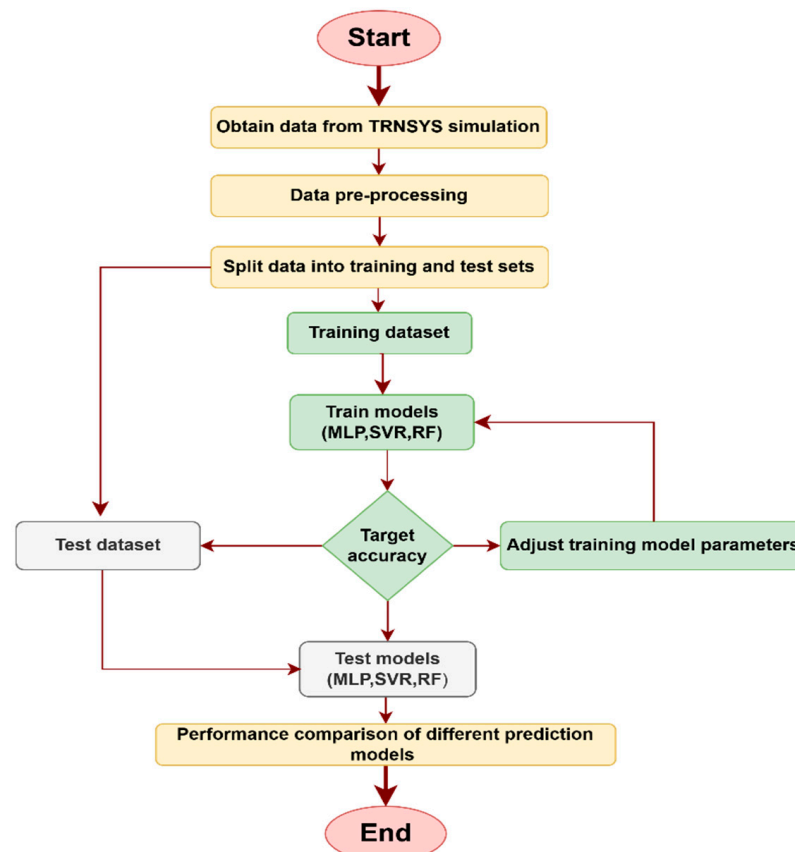 Start
Obtain data from TRNSYS simulation
Data pre-processing
Split data into training and test sets
Training dataset
Train models
(MLP,SVR,RF)
Target
accuracy
Test dataset
Adjust training model parameters
Test models
(MLP,SVR,RF)
Performance comparison of different prediction
models
End